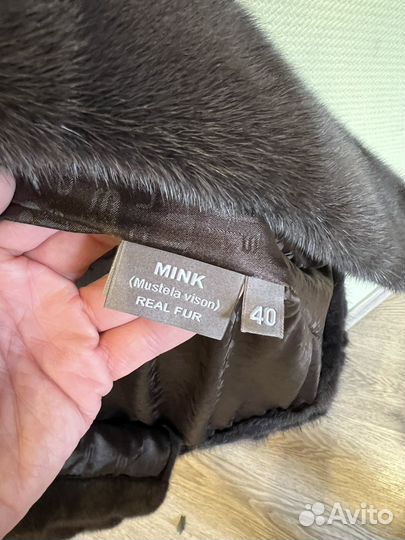 MINK
(Mustela vison)
REAL FUR
40
Avito